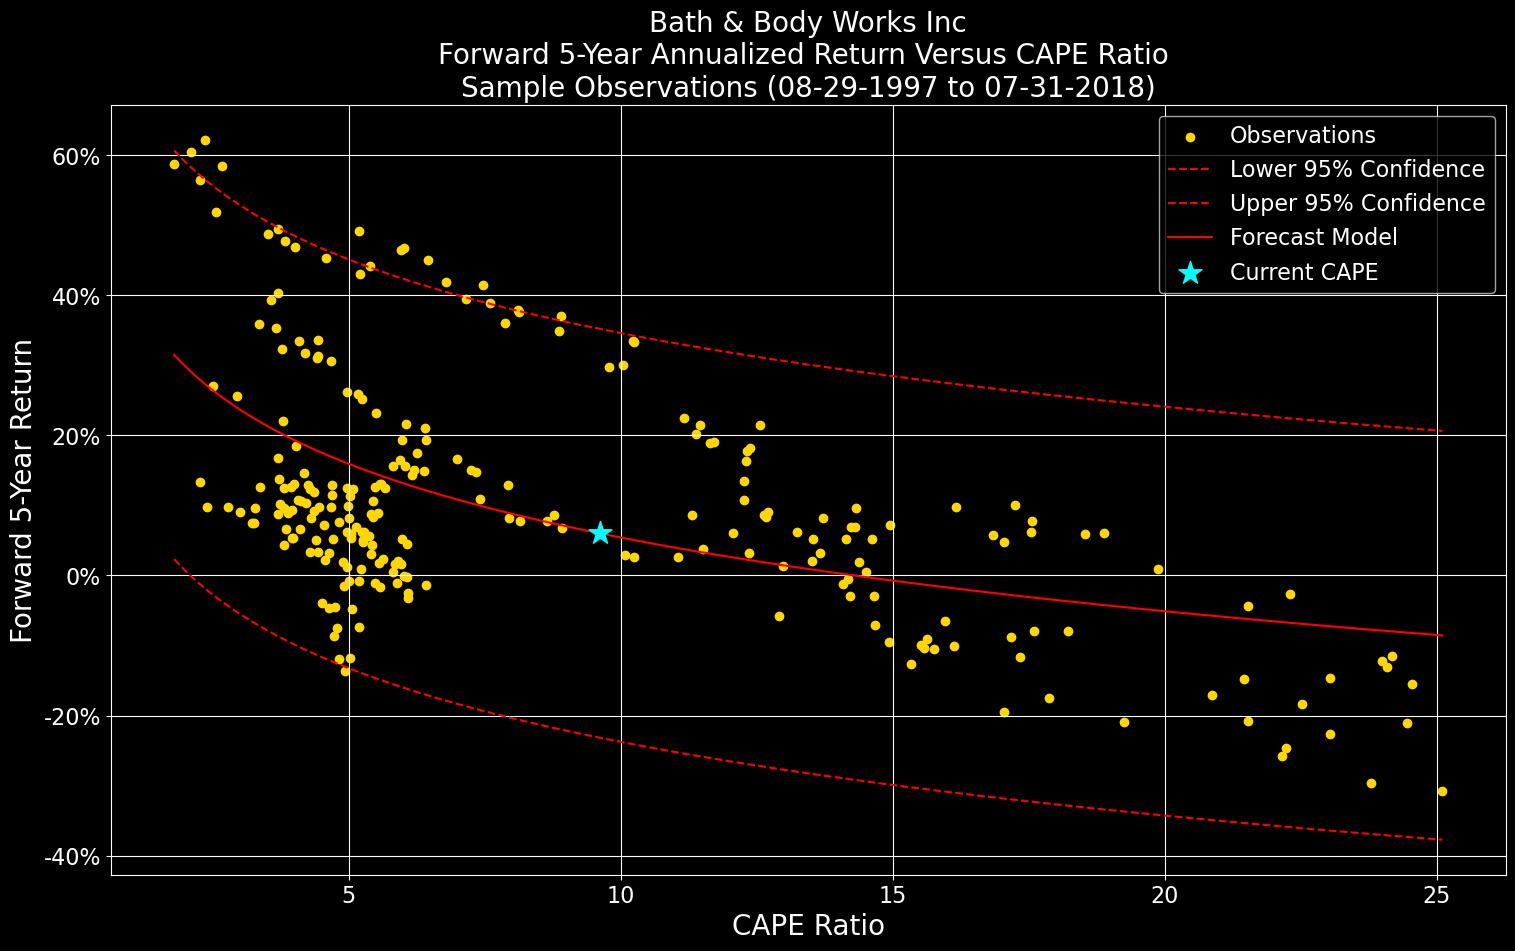 Bath & Body Works Inc
Forward 5-Year Annualized Return Versus CAPE Ratio
Sample Observations (08-29-1997 to 07-31-2018)
Observations
Lower 95% Confidence
Upper 95% Confidence
Forecast Model
Current CAPE
Forward 5-Year Return
60%
40%
20%
0%
-20%
-40%
5
10
15
20
25
CAPE Ratio